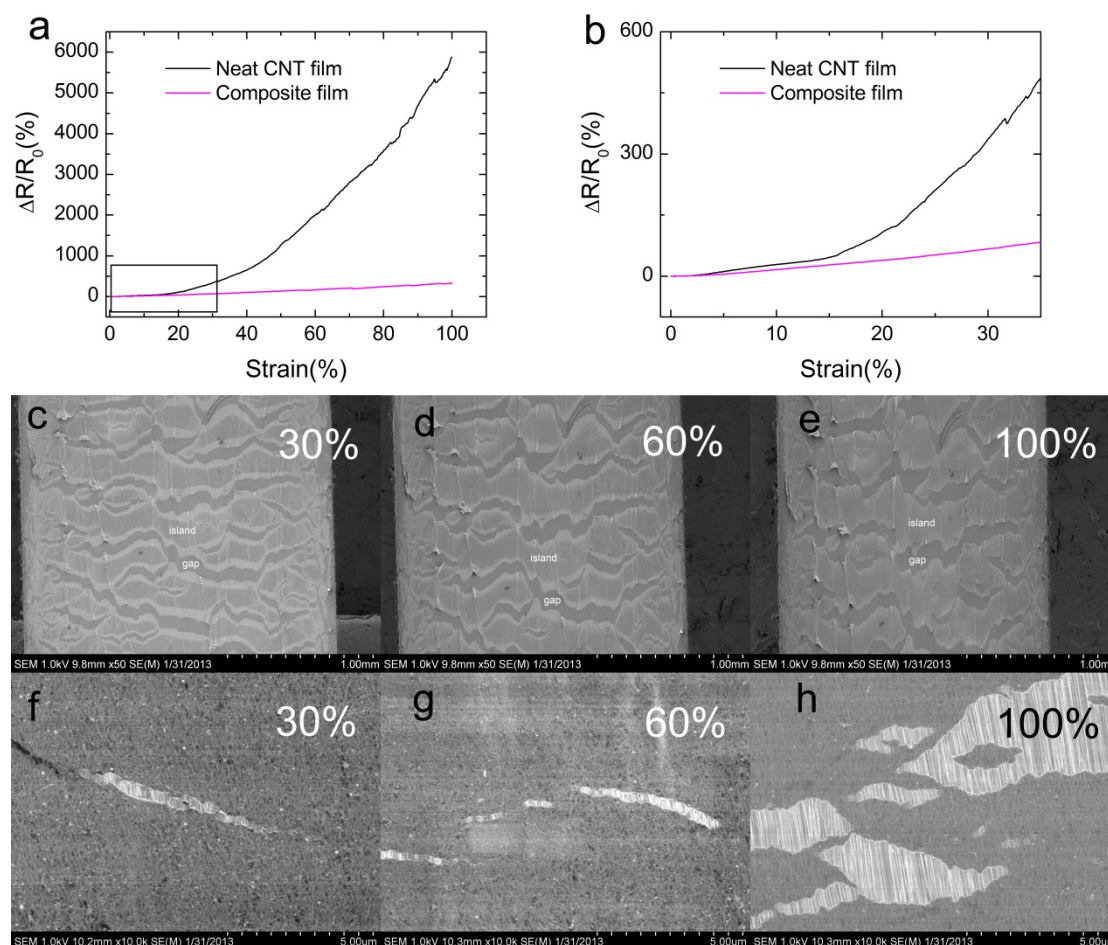 a
6000
5000
4000
3000
2000
1000
0
ΔR/R0(%)
Neat CNT film
Composite film
0 20 40 60 80 100
Strain(%)
b
600
450
300
150
0
ΔR/R0(%)
Neat CNT film
Composite film
0 10 20 30
Strain(%)
c
30%
island
gap
SEM 1.0kV 9.8mm x50 SE(M) 1/31/2013 1.00mm
d
60%
island
gap
SEM 1.0kV 9.8mm x50 SE(M) 1/31/2013 1.00mm
e
100%
island
gap
SEM 1.0kV 9.8mm x50 SE(M) 1/31/2013 1.00mm
f
30%
SEM 1.0kV 10.2mm x10.0k SE(M) 1/31/2013 5.00um
g
60%
SEM 1.0kV 10.3mm x10.0k SE(M) 1/31/2013 5.00um
h
100%
SEM 1.0kV 10.3mm x10.0k SE(M) 1/31/2013 5.00